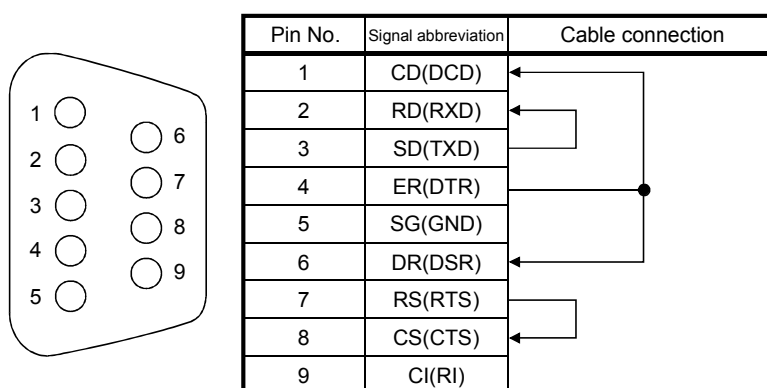 1
2
3
4
5
6
7
8
9
Pin No. Signal abbreviation Cable connection
1 CD(DCD)
2 RD(RXD)
3 SD(TXD)
4 ER(DTR)
5 SG(GND)
6 DR(DSR)
7 RS(RTS)
8 CS(CTS)
9 CI(RI)